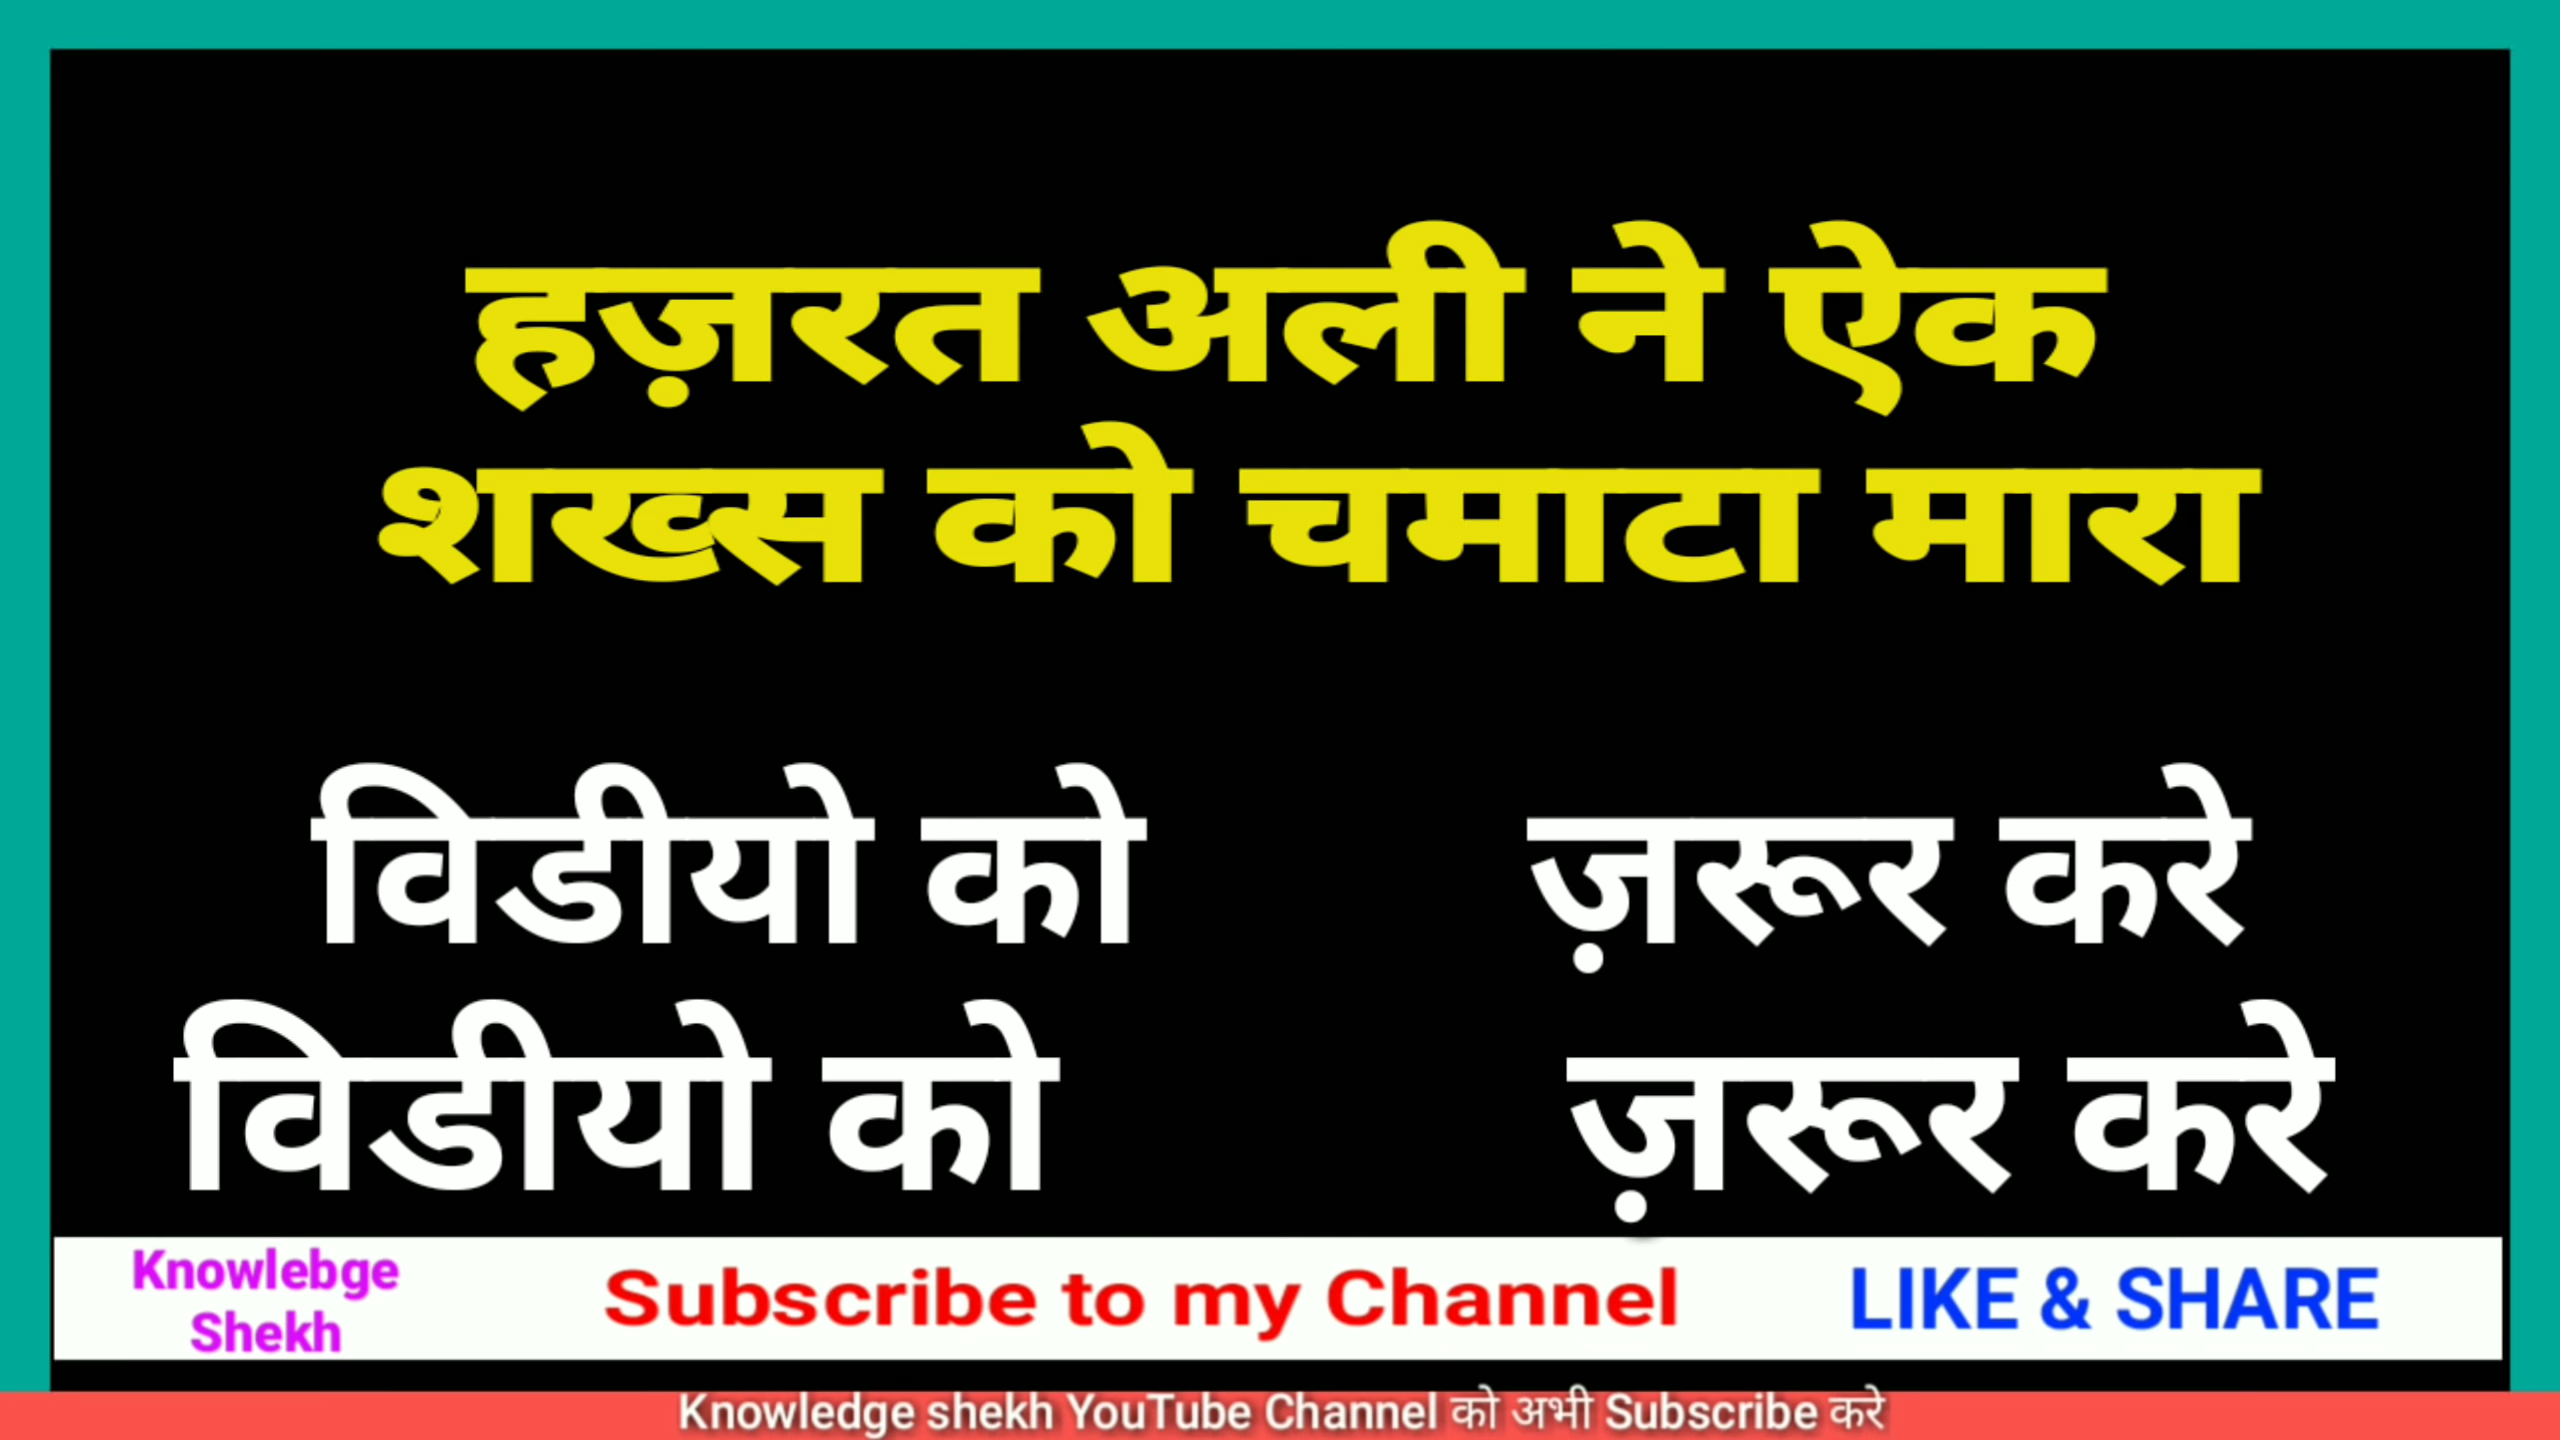 हज़रत अली ने ऐक
शख्स को चमाटा मारा
विडीयो को ज़रूर करे
विडीयो को ज़रूर करे
Knowlebge
Shekh
Subscribe to my Channel
LIKE & SHARE
Knowledge shekh YouTube Channel को अभी Subscribe करे